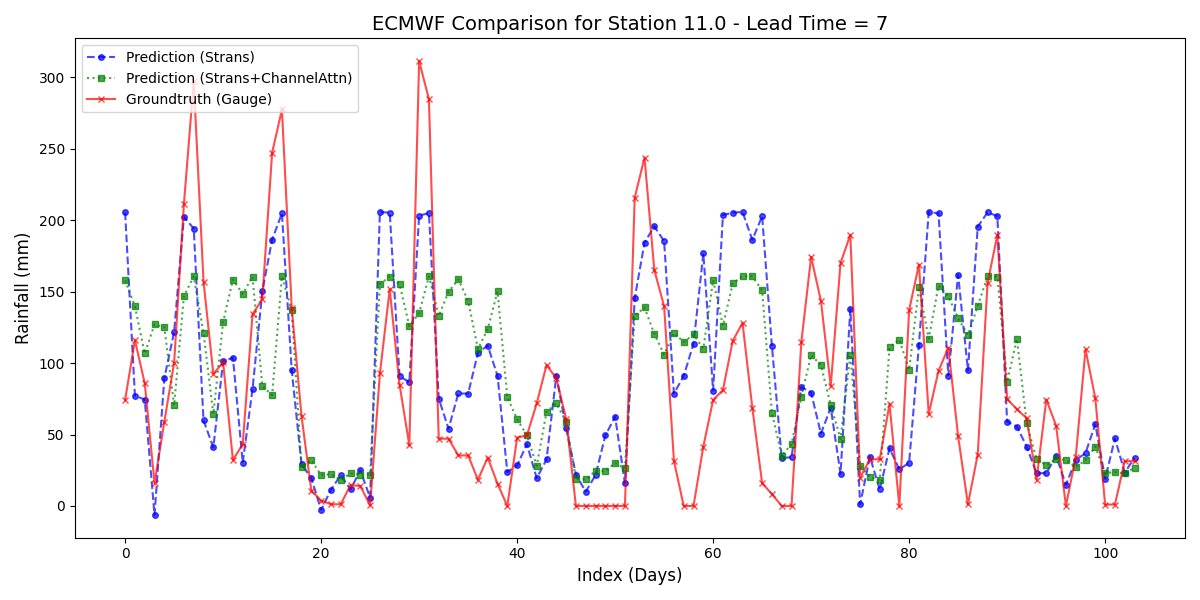 ECMWF Comparison for Station 11.0 - Lead Time = 7
Prediction (Strans)
Prediction (Strans+ChannelAttn)
Groundtruth (Gauge)
Rainfall (mm)
300
250
200
150
100
50
0
0 20 40 60 80 100
Index (Days)